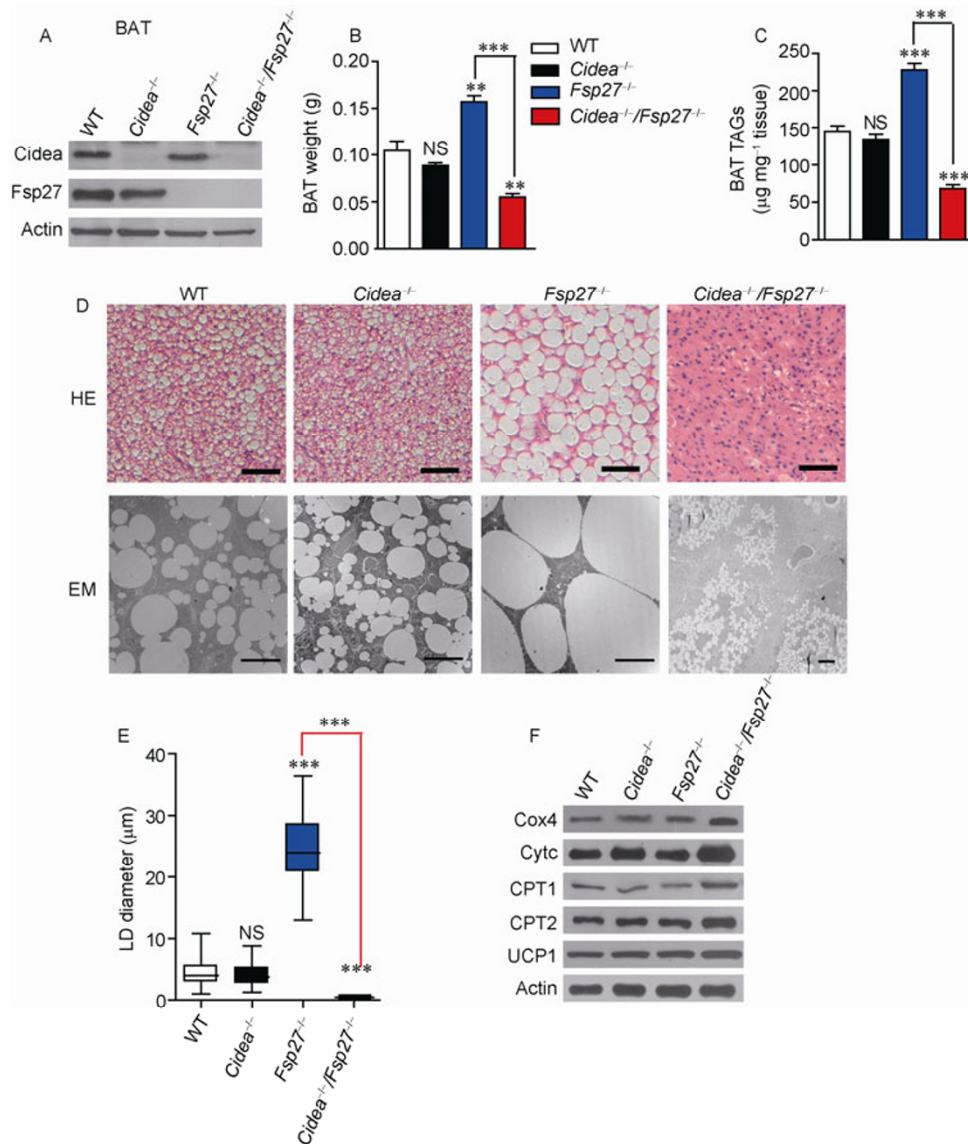 A
BAT
WT
Cidea⁻/⁻
Fsp27⁻/⁻
Cidea⁻/⁻/Fsp27⁻/⁻
Cidea
Fsp27
Actin
B
BAT weight (g)
0.20
0.15
0.10
0.05
0.00
NS
**
***
**
WT
Cidea⁻/⁻
Fsp27⁻/⁻
Cidea⁻/⁻/Fsp27⁻/⁻
C
BAT TAGs
(μg mg⁻¹ tissue)
250
200
150
100
50
0
NS
***
***
***
D
WT
Cidea⁻/⁻
Fsp27⁻/⁻
Cidea⁻/⁻/Fsp27⁻/⁻
HE
EM
E
LD diameter (μm)
40
30
20
10
0
NS
***
***
***
WT
Cidea⁻/⁻
Fsp27⁻/⁻
Cidea⁻/⁻/Fsp27⁻/⁻
F
WT
Cidea⁻/⁻
Fsp27⁻/⁻
Cidea⁻/⁻/Fsp27⁻/⁻
Cox4
Cytc
CPT1
CPT2
UCP1
Actin